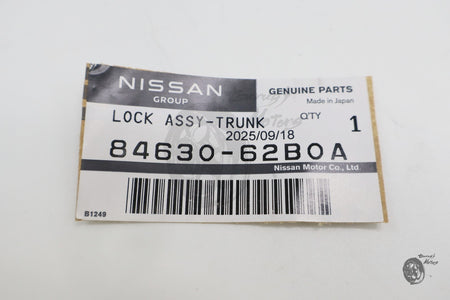 NISSAN
GROUP
GENUINE PARTS
Made in Japan
LOCK ASSY-TRUNK
Q'TY 1
2025/09/18
84630-62B0A
Nissan Motor Co., Ltd.
B1249